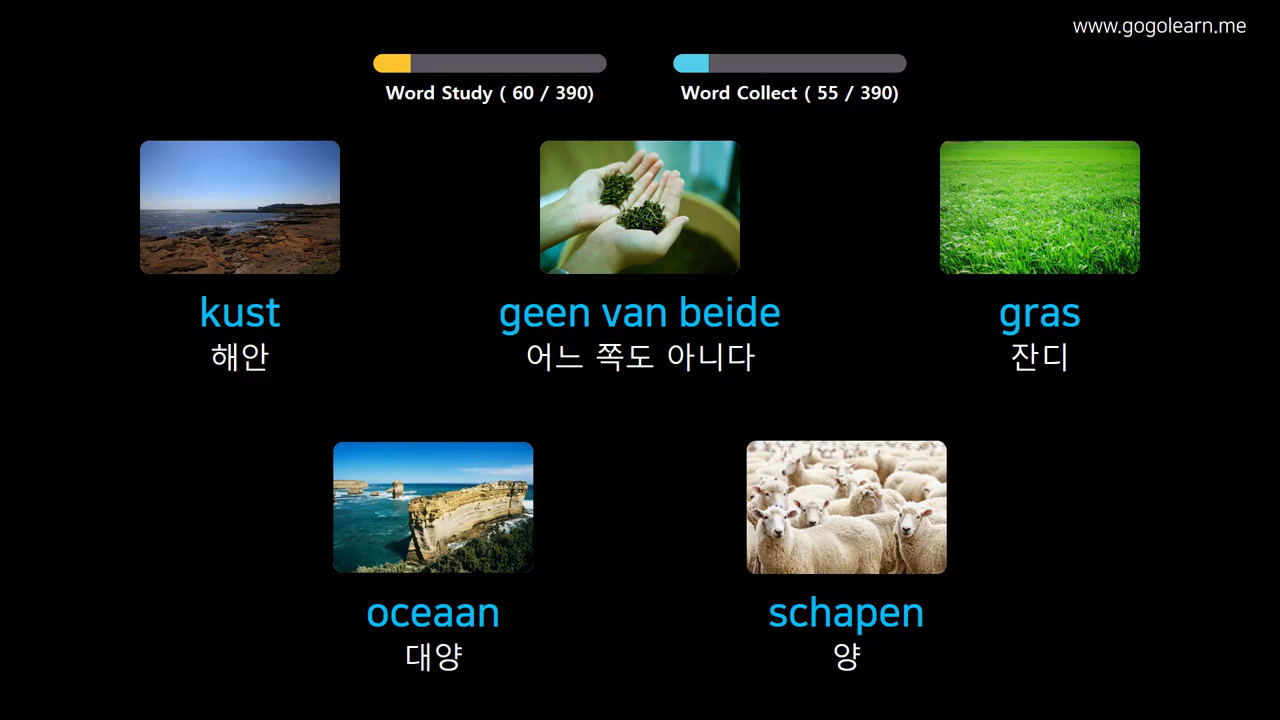 www.gogolearn.me
Word Study ( 60 / 390)
Word Collect ( 55 / 390)
kust
해안
geen van beide
어느 쪽도 아니다
gras
잔디
oceaan
대양
schapen
양